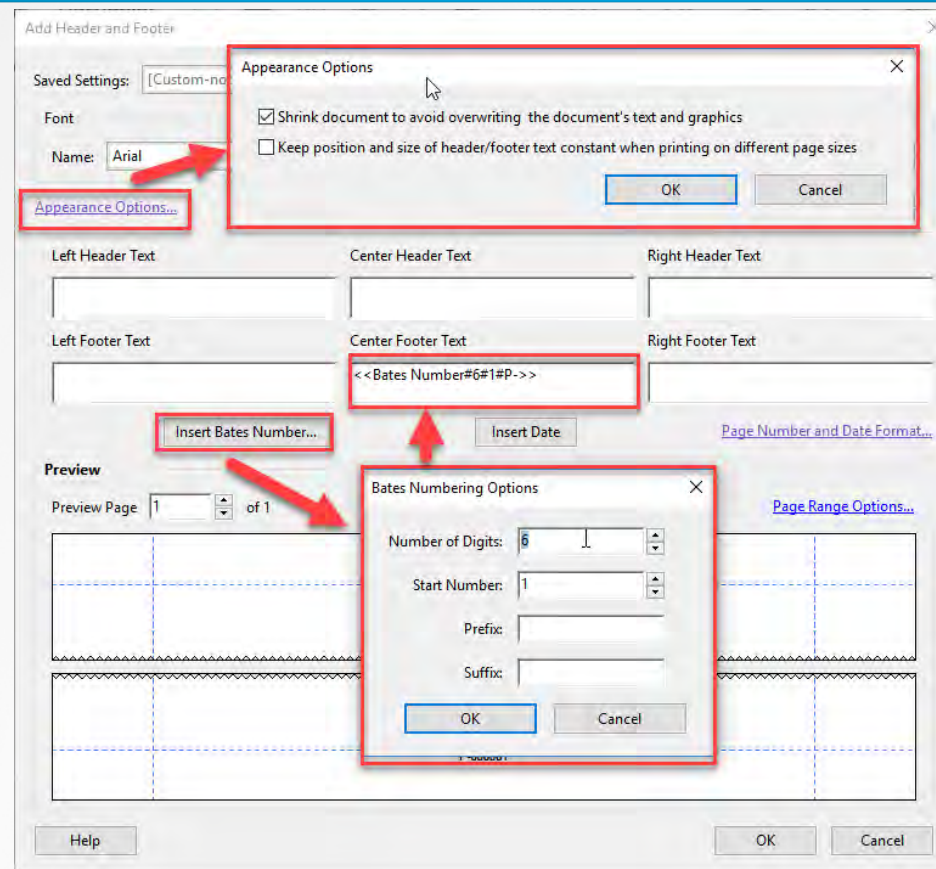 Add Header and Footer
Saved Settings: [Custom-no
Font
Name: Arial
Appearance Options...
Appearance Options
Shrink document to avoid overwriting the document's text and graphics
Keep position and size of header/footer text constant when printing on different page sizes
OK Cancel
Left Header Text Center Header Text Right Header Text
Left Footer Text Center Footer Text Right Footer Text
<<Bates Number#6#1#P->>
Insert Bates Number... Insert Date Page Number and Date Format...
Preview
Preview Page 1 of 1 Page Range Options...
Bates Numbering Options
Number of Digits: 6
Start Number: 1
Prefix:
Suffix:
OK Cancel
Help OK Cancel